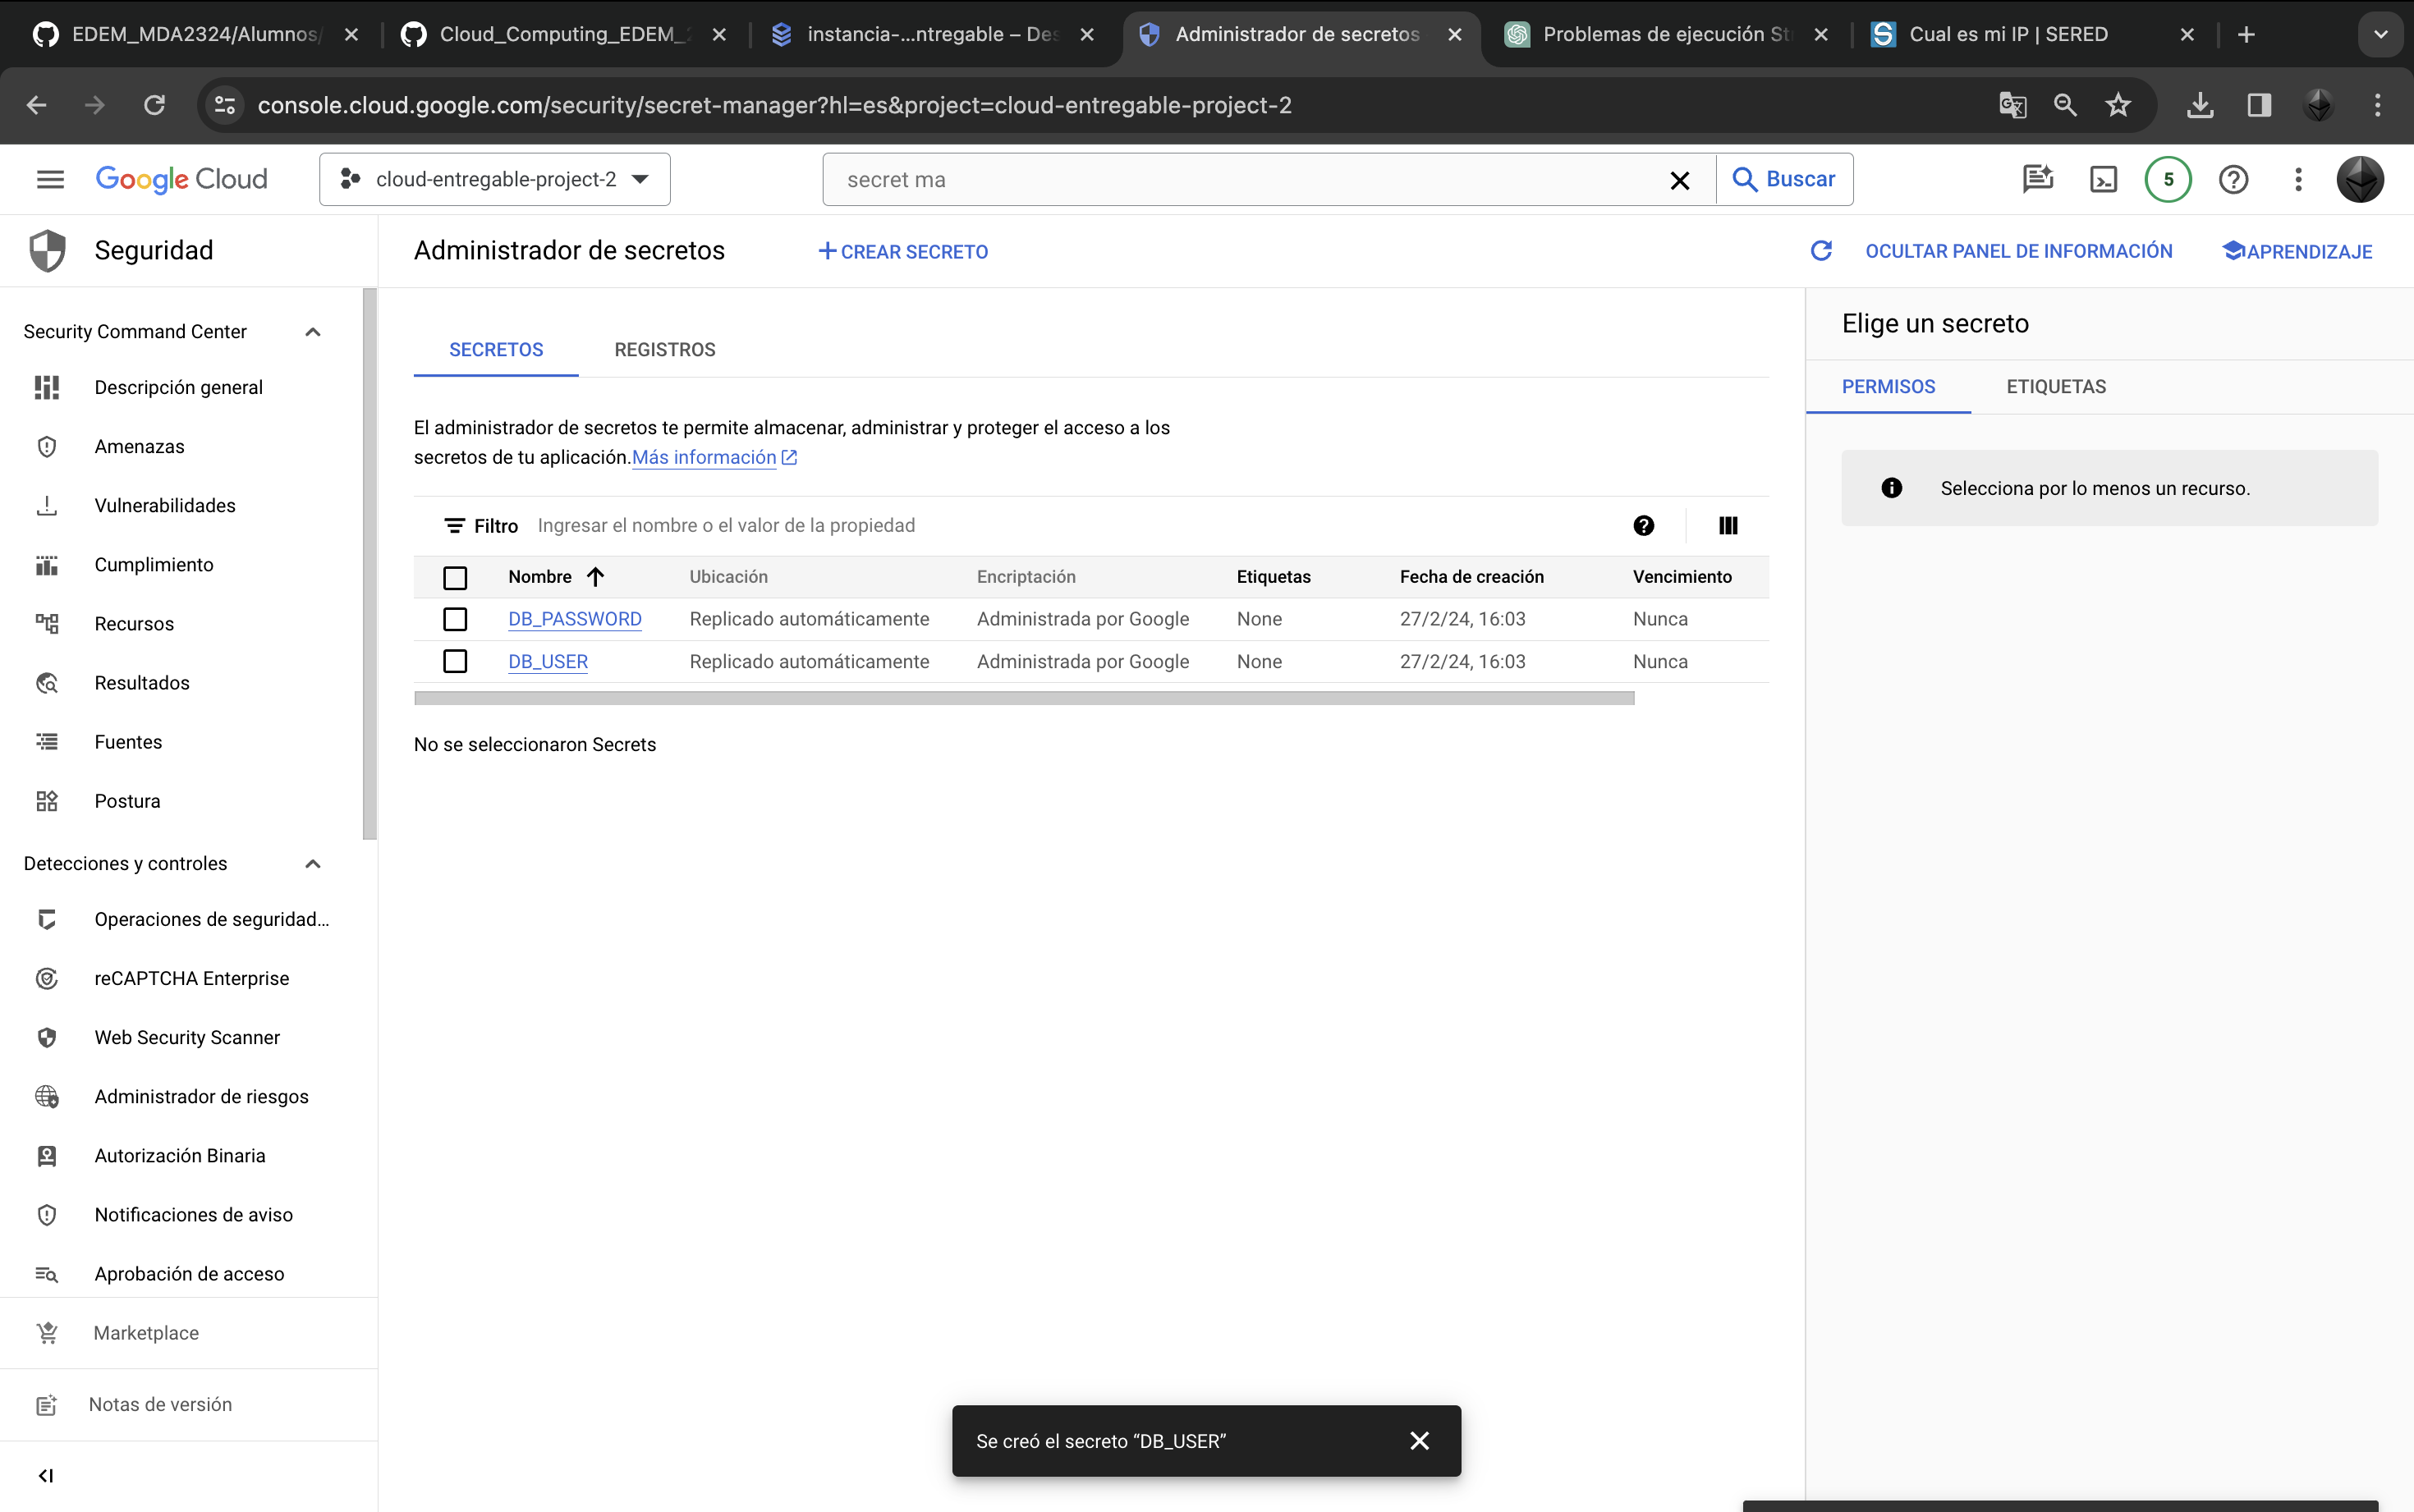 EDEM_MDA2324/Alumnos/
Cloud_Computing_EDEM_2
instancia-...ntregable – Des
Administrador de secretos
Problemas de ejecución St
Cual es mi IP | SERED
console.cloud.google.com/security/secret-manager?hl=es&project=cloud-entregable-project-2
Google Cloud
cloud-entregable-project-2
secret ma
Buscar
5
Seguridad
Administrador de secretos
CREAR SECRETO
OCULTAR PANEL DE INFORMACIÓN
APRENDIZAJE
Security Command Center
Descripción general
Amenazas
Vulnerabilidades
Cumplimiento
Recursos
Resultados
Fuentes
Postura
Detecciones y controles
Operaciones de seguridad...
reCAPTCHA Enterprise
Web Security Scanner
Administrador de riesgos
Autorización Binaria
Notificaciones de aviso
Aprobación de acceso
Marketplace
Notas de versión
SECRETOS REGISTROS
El administrador de secretos te permite almacenar, administrar y proteger el acceso a los
secretos de tu aplicación.Más información
Filtro Ingresar el nombre o el valor de la propiedad
Nombre Ubicación Encriptación Etiquetas Fecha de creación Vencimiento
DB_PASSWORD Replicado automáticamente Administrada por Google None 27/2/24, 16:03 Nunca
DB_USER Replicado automáticamente Administrada por Google None 27/2/24, 16:03 Nunca
No se seleccionaron Secrets
Elige un secreto
PERMISOS ETIQUETAS
Selecciona por lo menos un recurso.
Se creó el secreto “DB_USER”